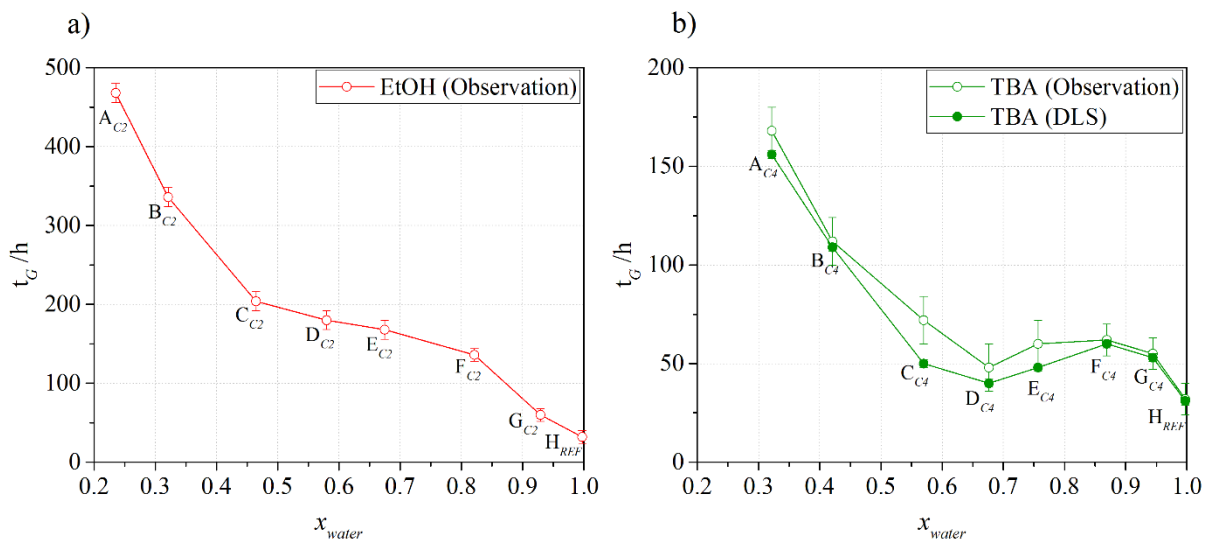 a)
EtOH (Observation)
500
400
300
200
100
0
t_G /h
A_C2
B_C2
C_C2
D_C2
E_C2
F_C2
G_C2
H_REF
0.2 0.3 0.4 0.5 0.6 0.7 0.8 0.9 1.0
x_water
b)
TBA (Observation)
TBA (DLS)
200
150
100
50
0
t_G /h
A_C4
B_C4
C_C4
D_C4
E_C4
F_C4
G_C4
H_REF
0.2 0.3 0.4 0.5 0.6 0.7 0.8 0.9 1.0
x_water